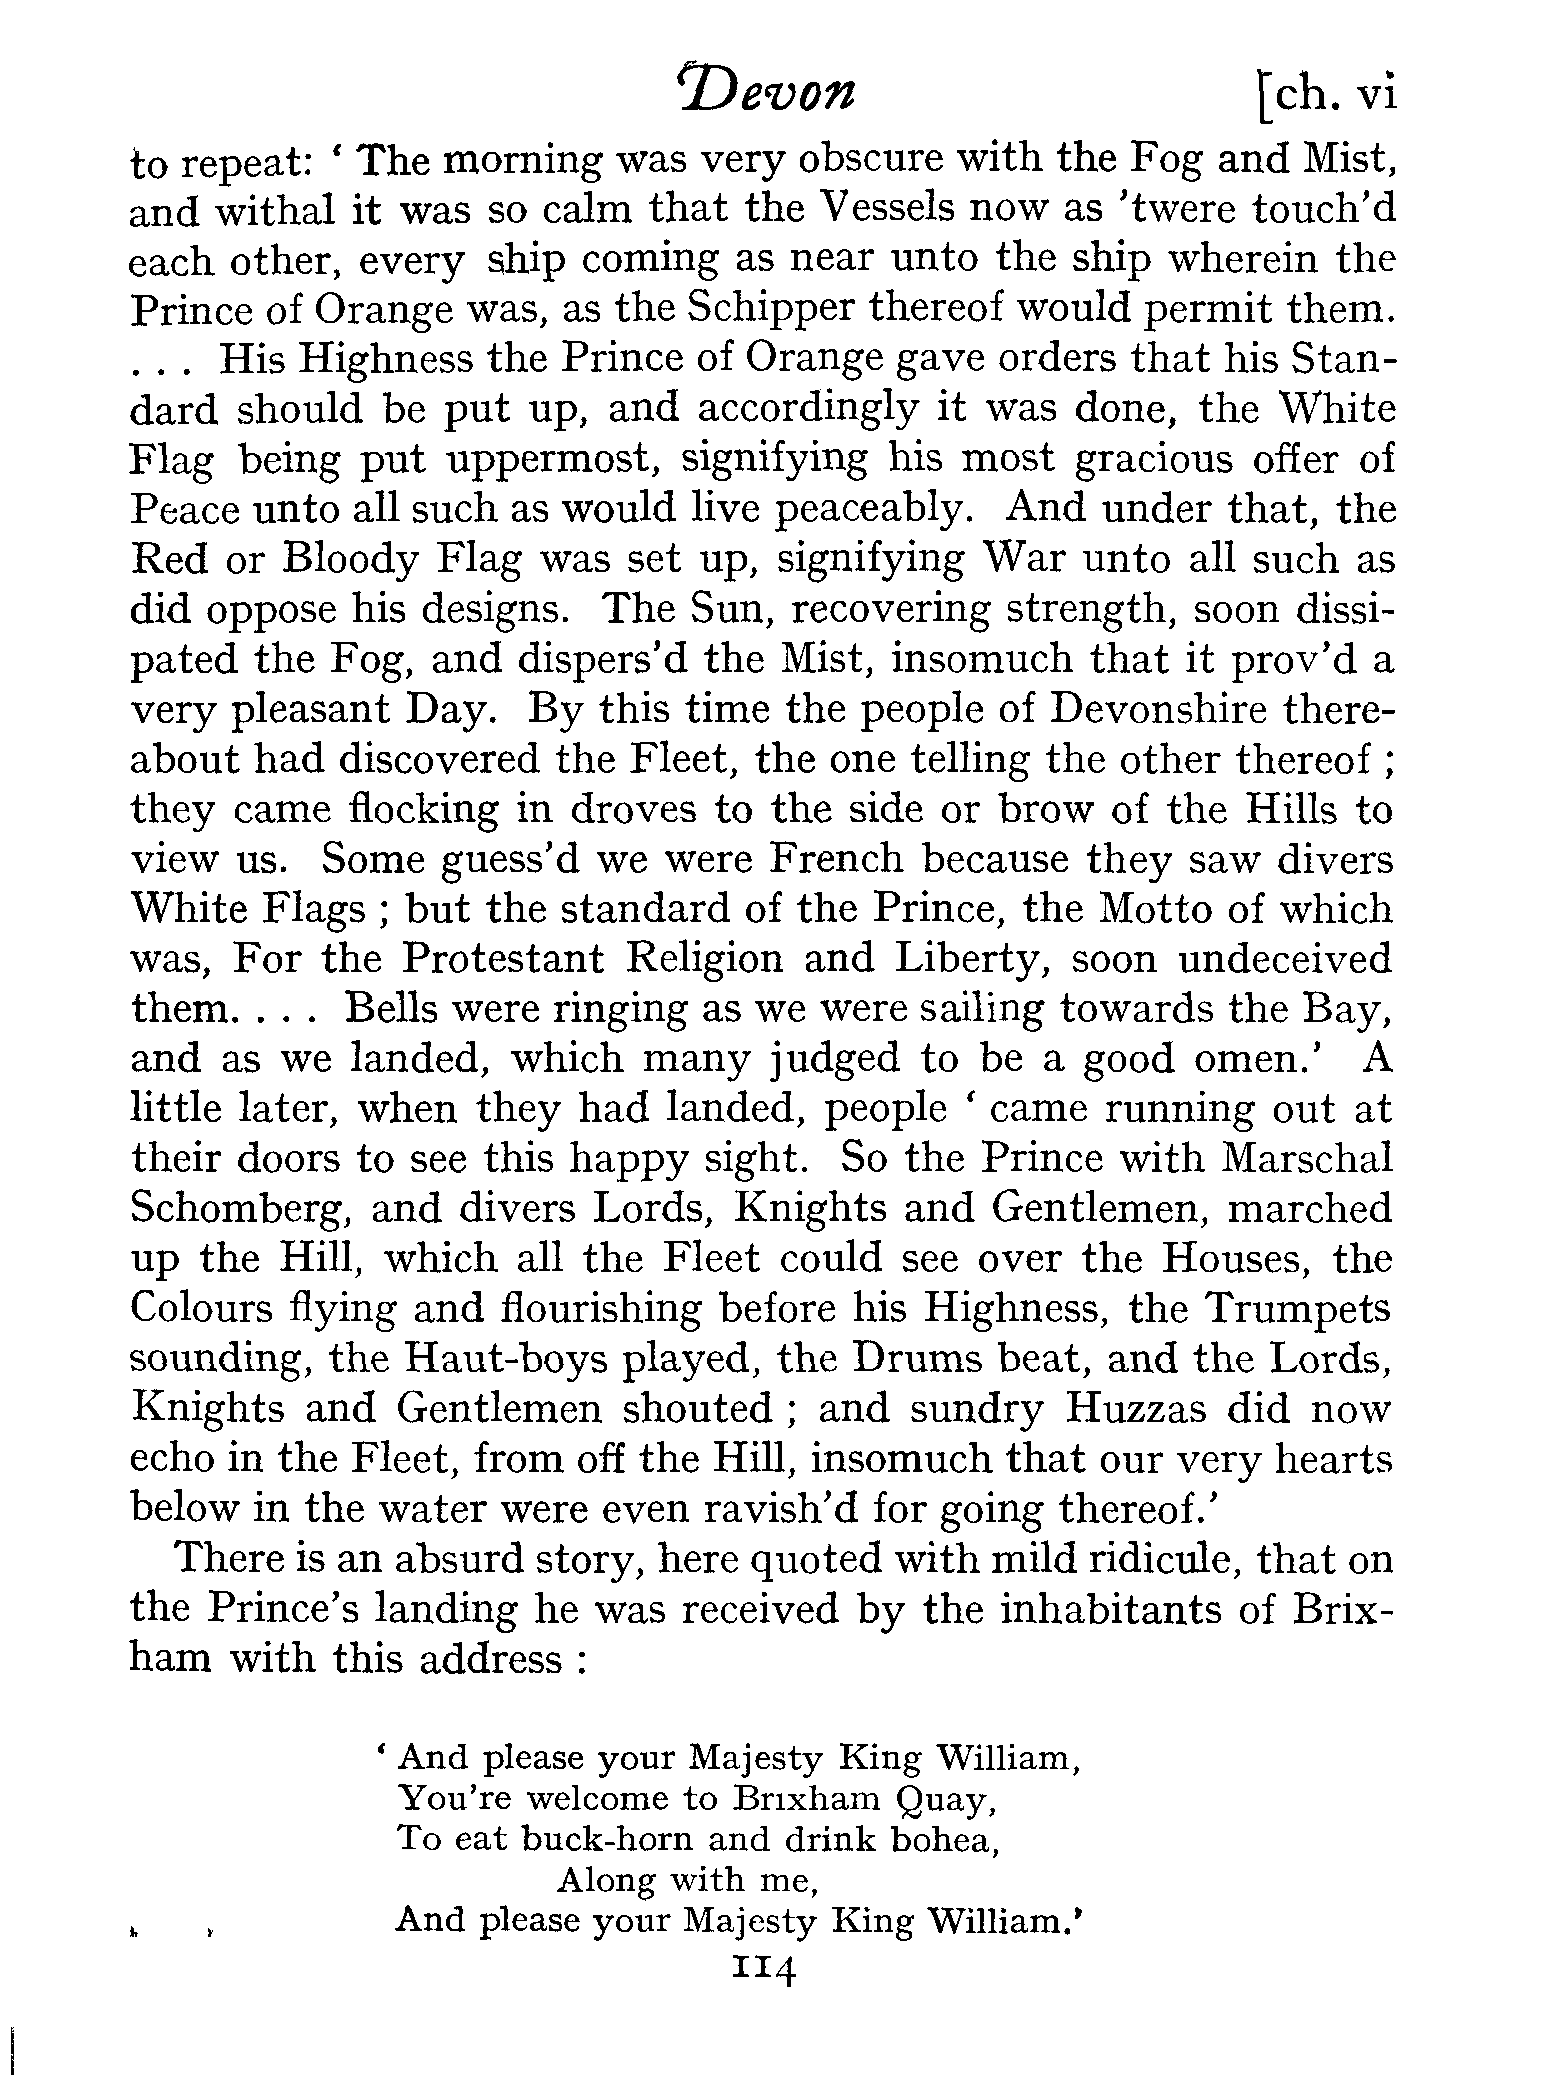 Devon [ch. vi
to repeat: ‘ The morning was very obscure with the Fog and Mist,
and withal it was so calm that the Vessels now as ’twere touch’d
each other, every ship coming as near unto the ship wherein the
Prince of Orange was, as the Schipper thereof would permit them.
. . . His Highness the Prince of Orange gave orders that his Stan-
dard should be put up, and accordingly it was done, the White
Flag being put uppermost, signifying his most gracious offer of
Peace unto all such as would live peaceably. And under that, the
Red or Bloody Flag was set up, signifying War unto all such as
did oppose his designs. The Sun, recovering strength, soon dissi-
pated the Fog, and dispers’d the Mist, insomuch that it prov’d a
very pleasant Day. By this time the people of Devonshire there-
about had discovered the Fleet, the one telling the other thereof ;
they came flocking in droves to the side or brow of the Hills to
view us. Some guess’d we were French because they saw divers
White Flags ; but the standard of the Prince, the Motto of which
was, For the Protestant Religion and Liberty, soon undeceived
them. . . . Bells were ringing as we were sailing towards the Bay,
and as we landed, which many judged to be a good omen.’ A
little later, when they had landed, people ‘ came running out at
their doors to see this happy sight. So the Prince with Marschal
Schomberg, and divers Lords, Knights and Gentlemen, marched
up the Hill, which all the Fleet could see over the Houses, the
Colours flying and flourishing before his Highness, the Trumpets
sounding, the Haut-boys played, the Drums beat, and the Lords,
Knights and Gentlemen shouted ; and sundry Huzzas did now
echo in the Fleet, from off the Hill, insomuch that our very hearts
below in the water were even ravish’d for going thereof.’
There is an absurd story, here quoted with mild ridicule, that on
the Prince’s landing he was received by the inhabitants of Brix-
ham with this address :
‘ And please your Majesty King William,
You’re welcome to Brixham Quay,
To eat buck-horn and drink bohea,
Along with me,
And please your Majesty King William.’
114